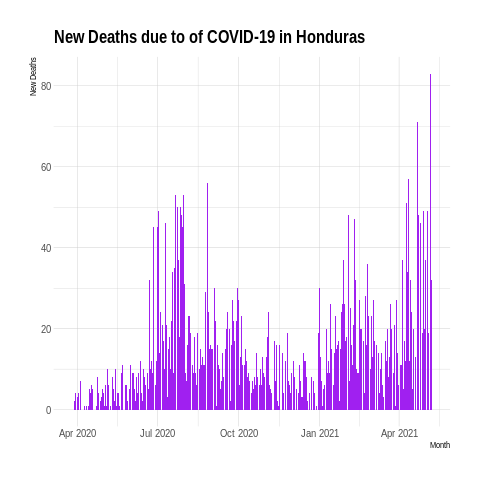 New Deaths due to of COVID-19 in Honduras
New Deaths
80
60
40
20
0
Apr 2020 Jul 2020 Oct 2020 Jan 2021 Apr 2021
Month